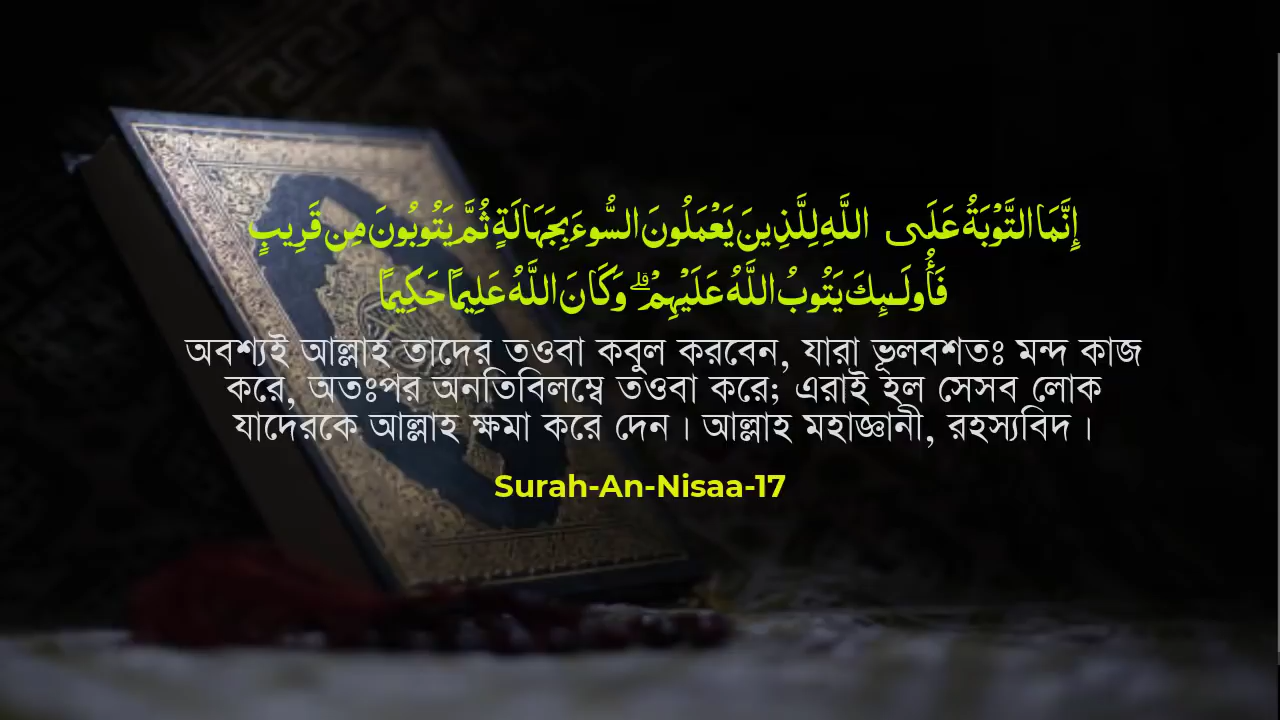 إِنَّمَا التَّوْبَةُ عَلَى اللَّهِ لِلَّذِينَ يَعْمَلُونَ السُّوءَ بِجَهَالَةٍ ثُمَّ يَتُوبُونَ مِن قَرِيبٍ
فَأُولَـٰئِكَ يَتُوبُ اللَّهُ عَلَيْهِمْ ۗ وَكَانَ اللَّهُ عَلِيمًا حَكِيمًا
অবশ্যই আল্লাহ তাদের তওবা কবুল করবেন, যারা ভূলবশতঃ মন্দ কাজ
করে, অতঃপর অনতিবিলম্বে তওবা করে; এরাই হল সেসব লোক
যাদেরকে আল্লাহ ক্ষমা করে দেন। আল্লাহ মহাজ্ঞানী, রহস্যবিদ।
Surah-An-Nisaa-17